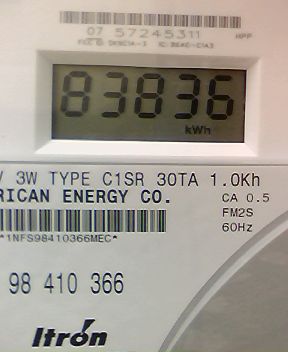 07 57245311
83836
kWh
V 3W TYPE C1SR 30TA 1.0Kh
RICAN ENERGY CO.
CA 0.5
FM2S
60Hz
*1NFS98410366MEC*
98 410 366
Itrón